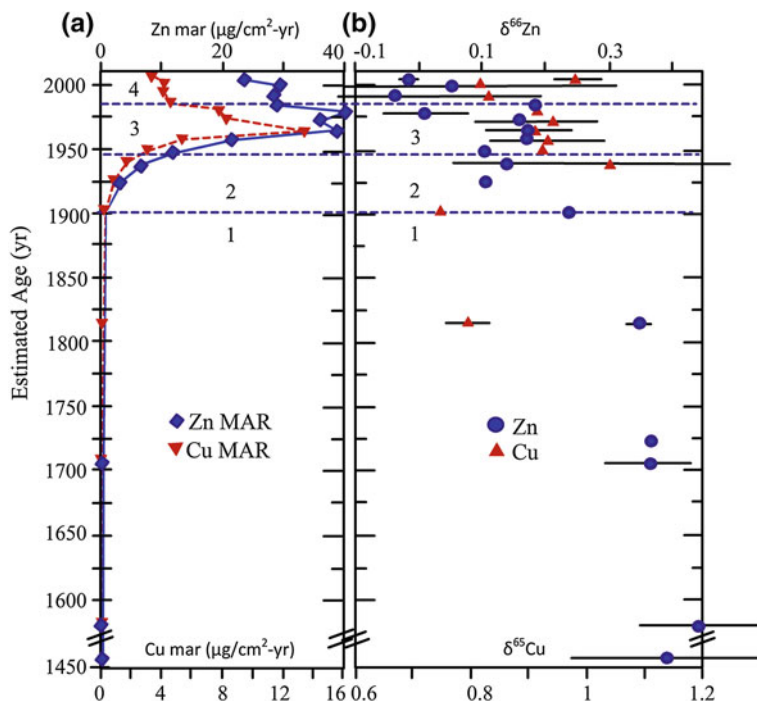 (a) Zn mar (µg/cm²-yr) (b) δ⁶⁶Zn
0 20 40 -0.1 0.1 0.3
2000
1950
1900
1850
1800
1750
1700
1650
1600
1450
Estimated Age (yr)
4
3
2
1
3
2
1
Zn MAR
Cu MAR
Zn
Cu
Cu mar (µg/cm²-yr) δ⁶⁵Cu
0 4 8 12 16 0.6 0.8 1 1.2